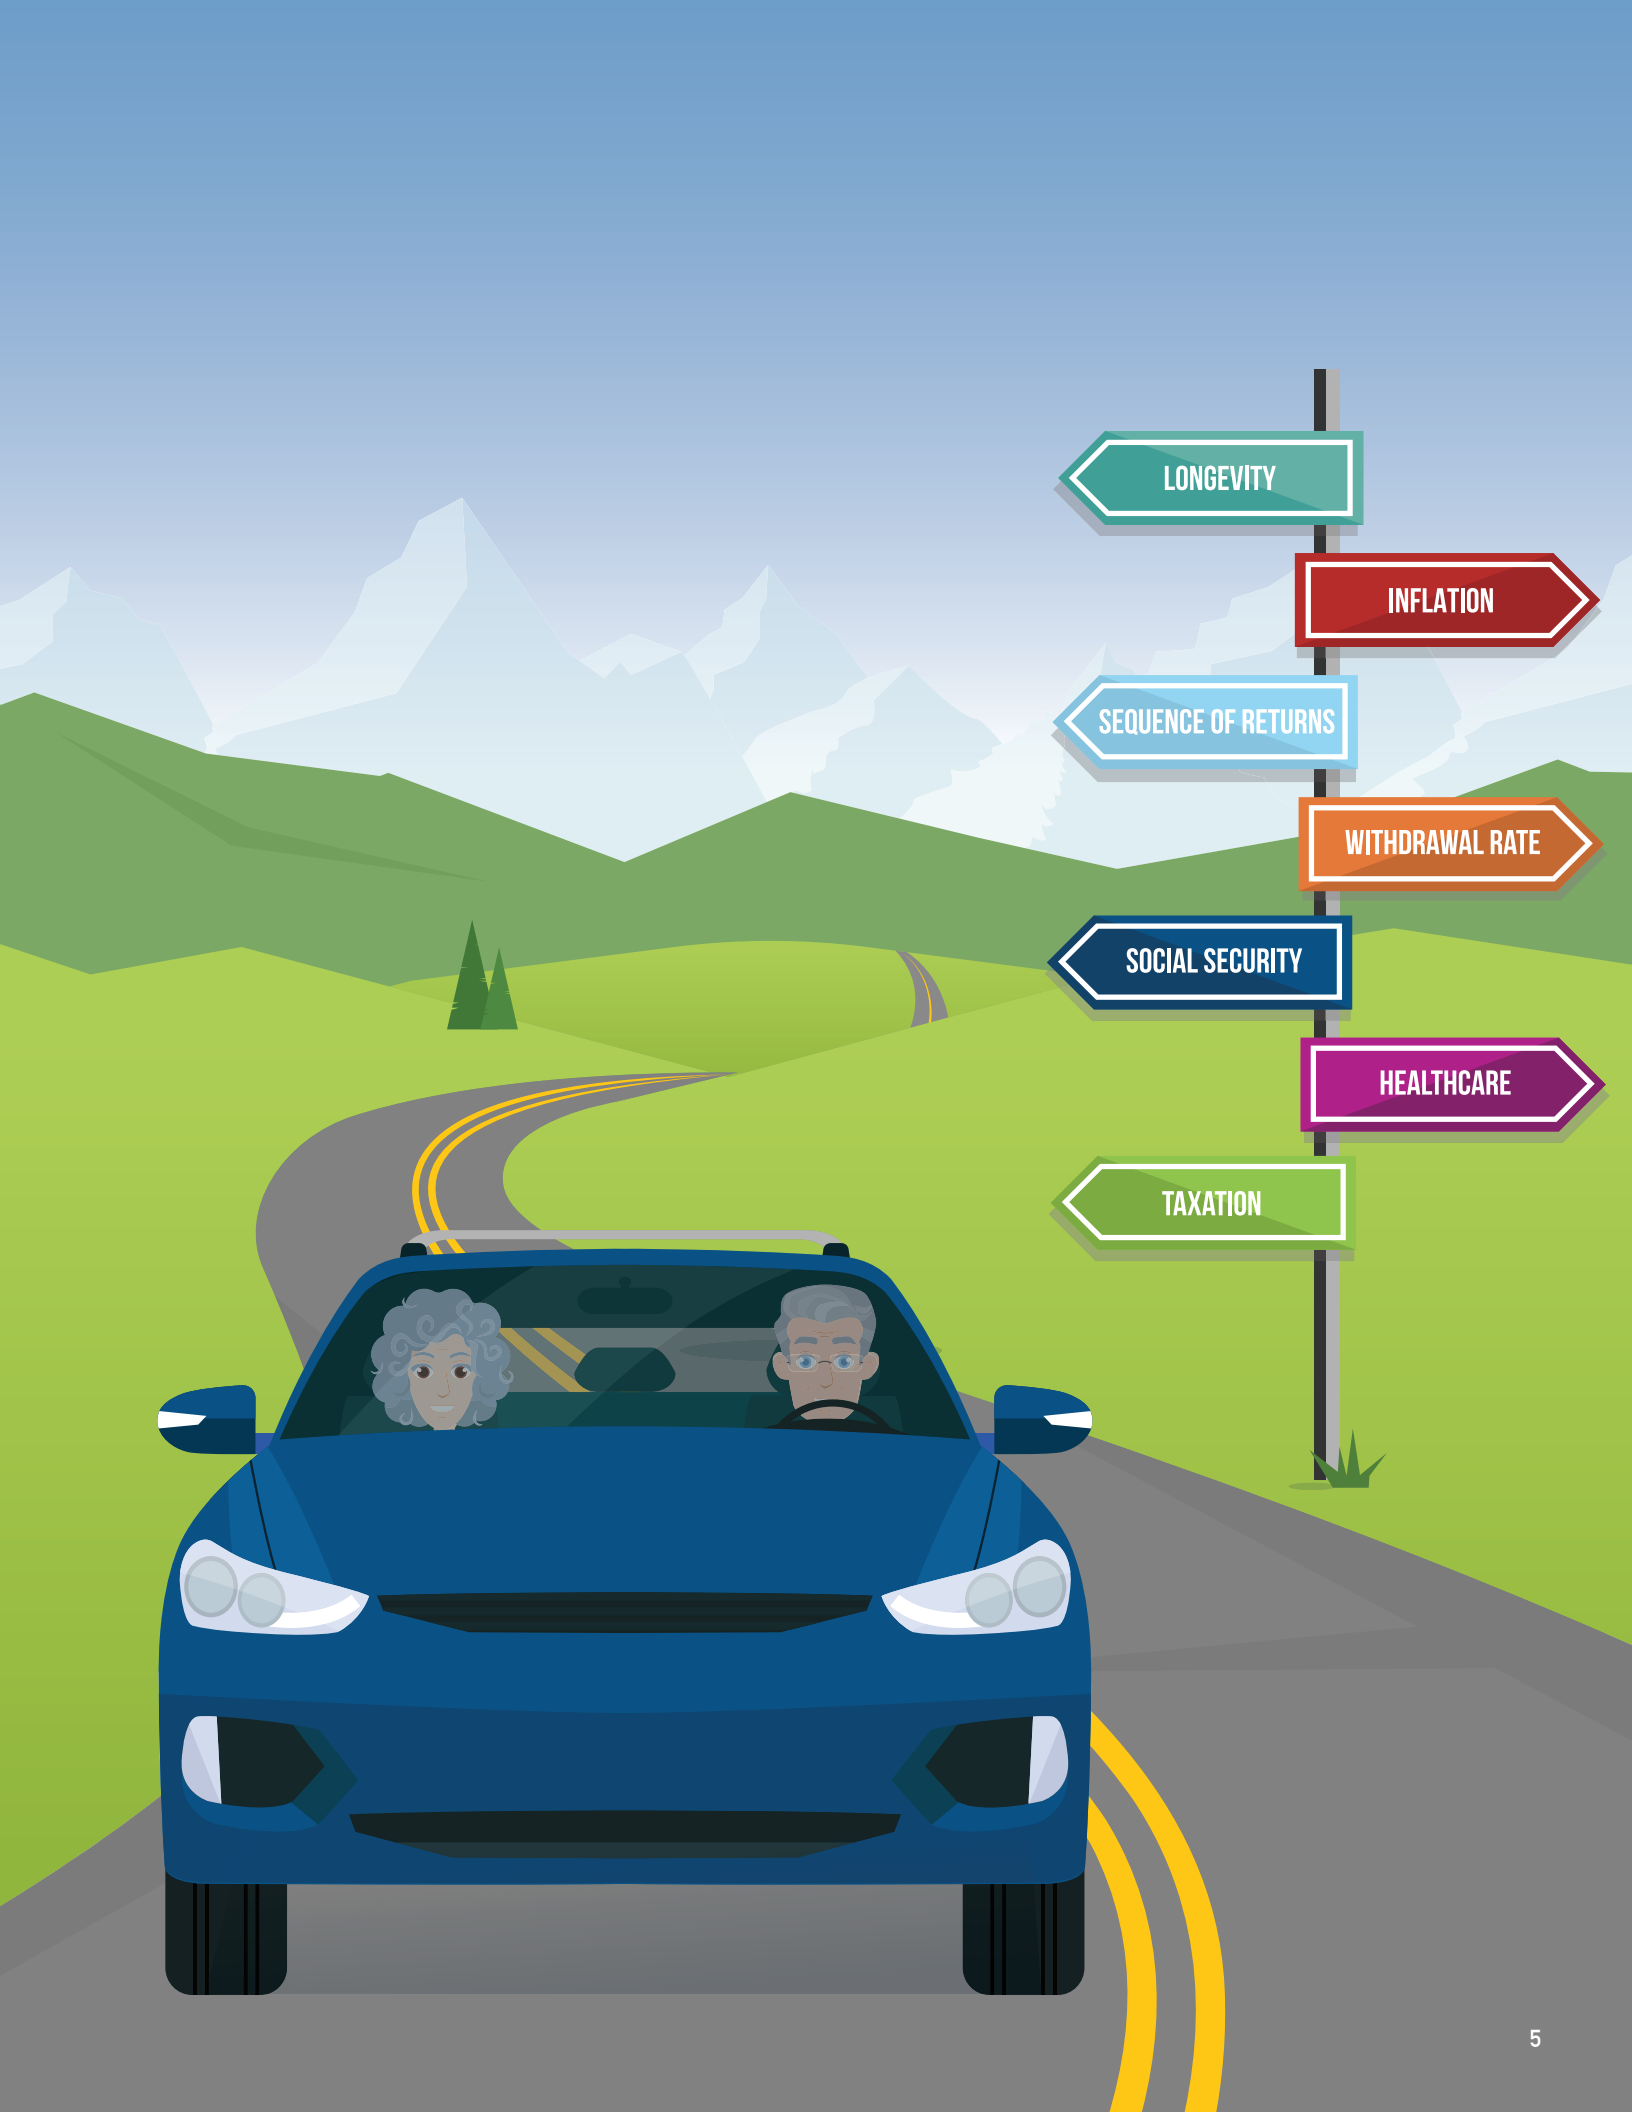 LONGEVITY
INFLATION
SEQUENCE OF RETURNS
WITHDRAWAL RATE
SOCIAL SECURITY
HEALTHCARE
TAXATION
5